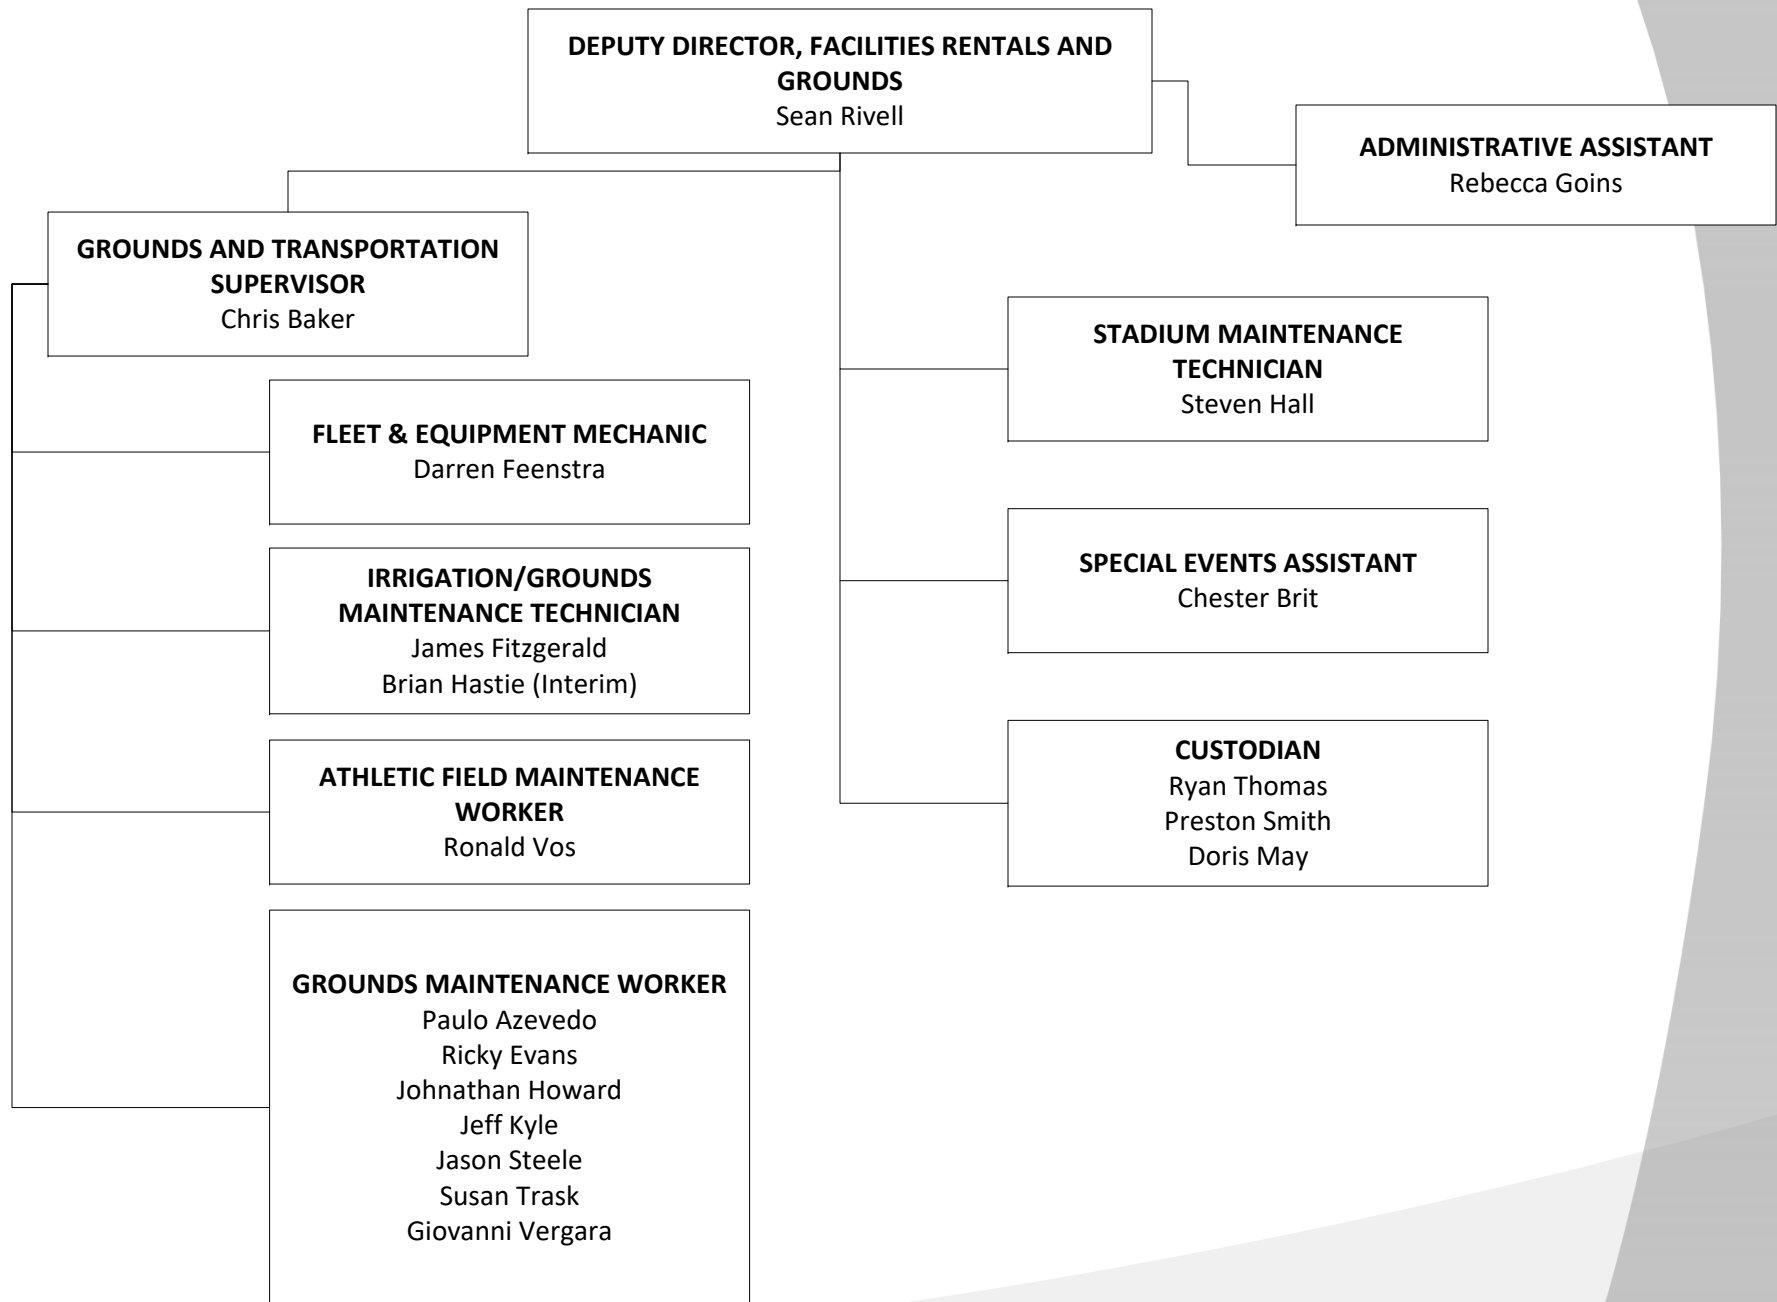 DEPUTY DIRECTOR, FACILITIES RENTALS AND
GROUNDS
Sean Rivell
ADMINISTRATIVE ASSISTANT
Rebecca Goins
GROUNDS AND TRANSPORTATION
SUPERVISOR
Chris Baker
FLEET & EQUIPMENT MECHANIC
Darren Feenstra
IRRIGATION/GROUNDS
MAINTENANCE TECHNICIAN
James Fitzgerald
Brian Hastie (Interim)
ATHLETIC FIELD MAINTENANCE
WORKER
Ronald Vos
GROUNDS MAINTENANCE WORKER
Paulo Azevedo
Ricky Evans
Johnathan Howard
Jeff Kyle
Jason Steele
Susan Trask
Giovanni Vergara
STADIUM MAINTENANCE
TECHNICIAN
Steven Hall
SPECIAL EVENTS ASSISTANT
Chester Brit
CUSTODIAN
Ryan Thomas
Preston Smith
Doris May